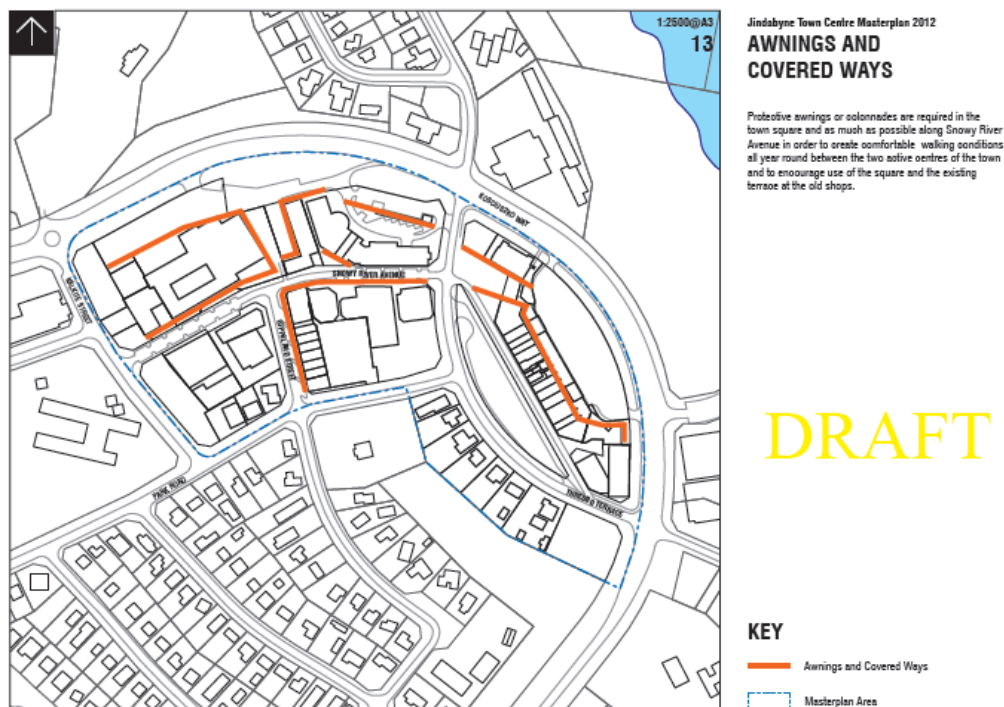 1:2500@A3
13
Jindabyne Town Centre Masterplan 2012
AWNINGS AND
COVERED WAYS
Protective awnings or colonnades are required in the
town square and as much as possible along Snowy River
Avenue in order to create comfortable walking conditions
all year round between the two active centres of the town
and to encourage use of the square and the existing
terrace at the old shops.
KOSCIUSZKO WAY
SNOWY RIVER AVENUE
KALKITE STREET
GIPPSLAND STREET
PARK ROAD
THREDBO TERRACE
DRAFT
KEY
Awnings and Covered Ways
Masterplan Area